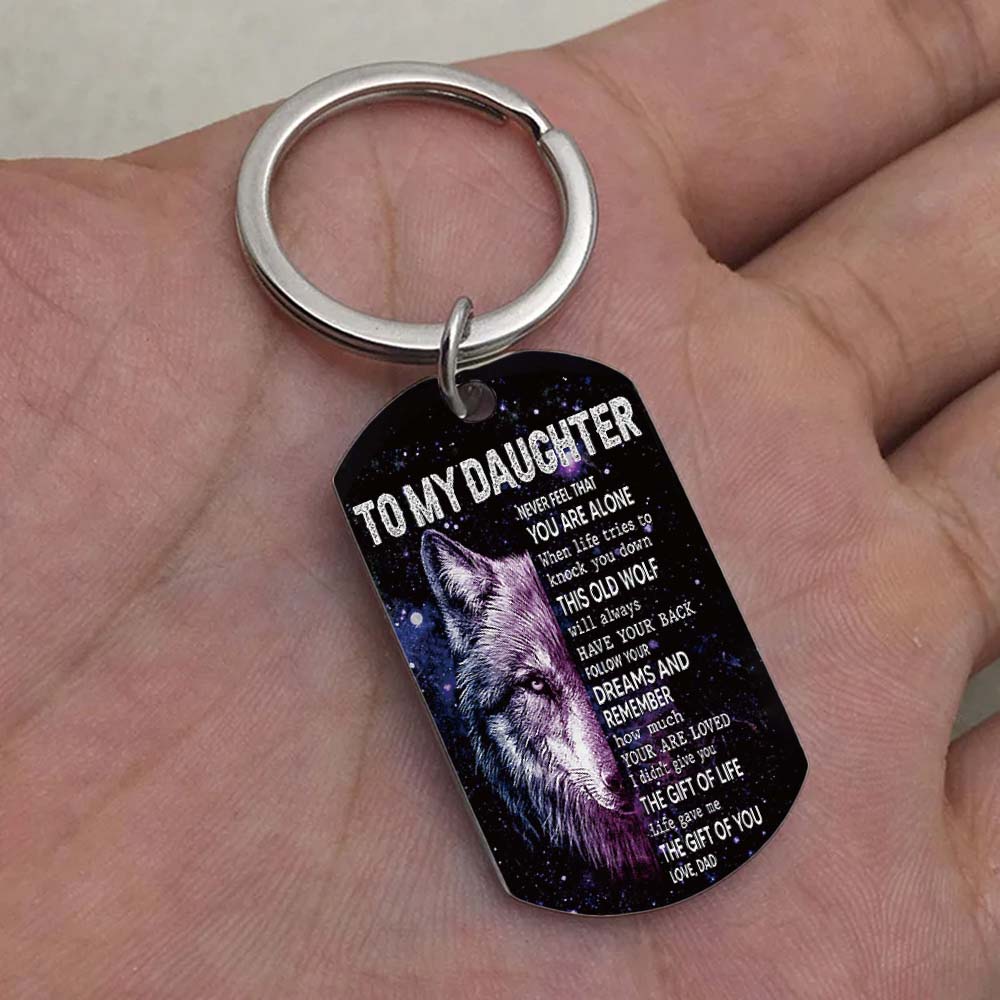 TO MY DAUGHTER
NEVER FEEL THAT
YOU ARE ALONE
When life tries to
knock you down
THIS OLD WOLF
will always
HAVE YOUR BACK
FOLLOW YOUR
DREAMS AND
REMEMBER
how much
YOUR ARE LOVED
I didn't give you
THE GIFT OF LIFE
Life gave me
THE GIFT OF YOU
LOVE, DAD